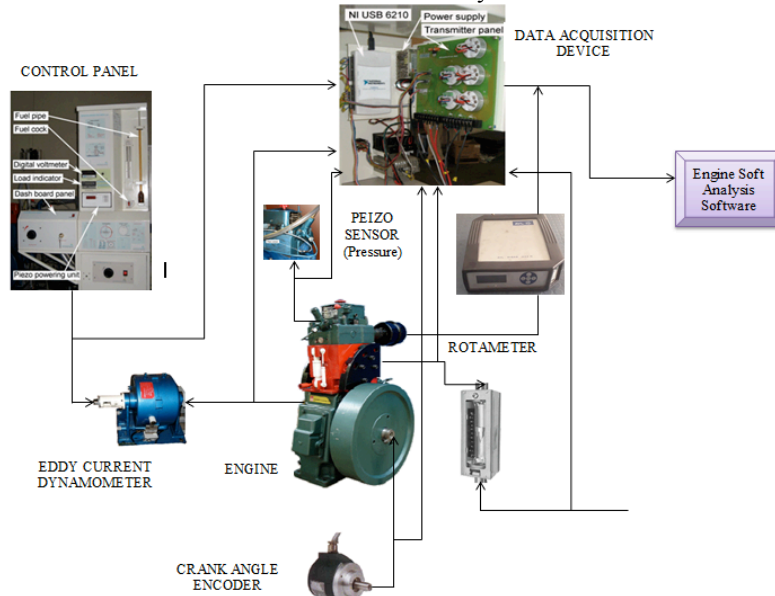 NI USB 6210
Power supply
Transmitter panel
DATA ACQUISITION
DEVICE
CONTROL PANEL
Fuel pipe
Fuel cock
Digital voltmeter
Load indicator
Dash board panel
Piezo powering unit
Engine Soft
Analysis
Software
PEIZO
SENSOR
(Pressure)
ROTAMETER
EDDY CURRENT
DYNAMOMETER
ENGINE
CRANK ANGLE
ENCODER